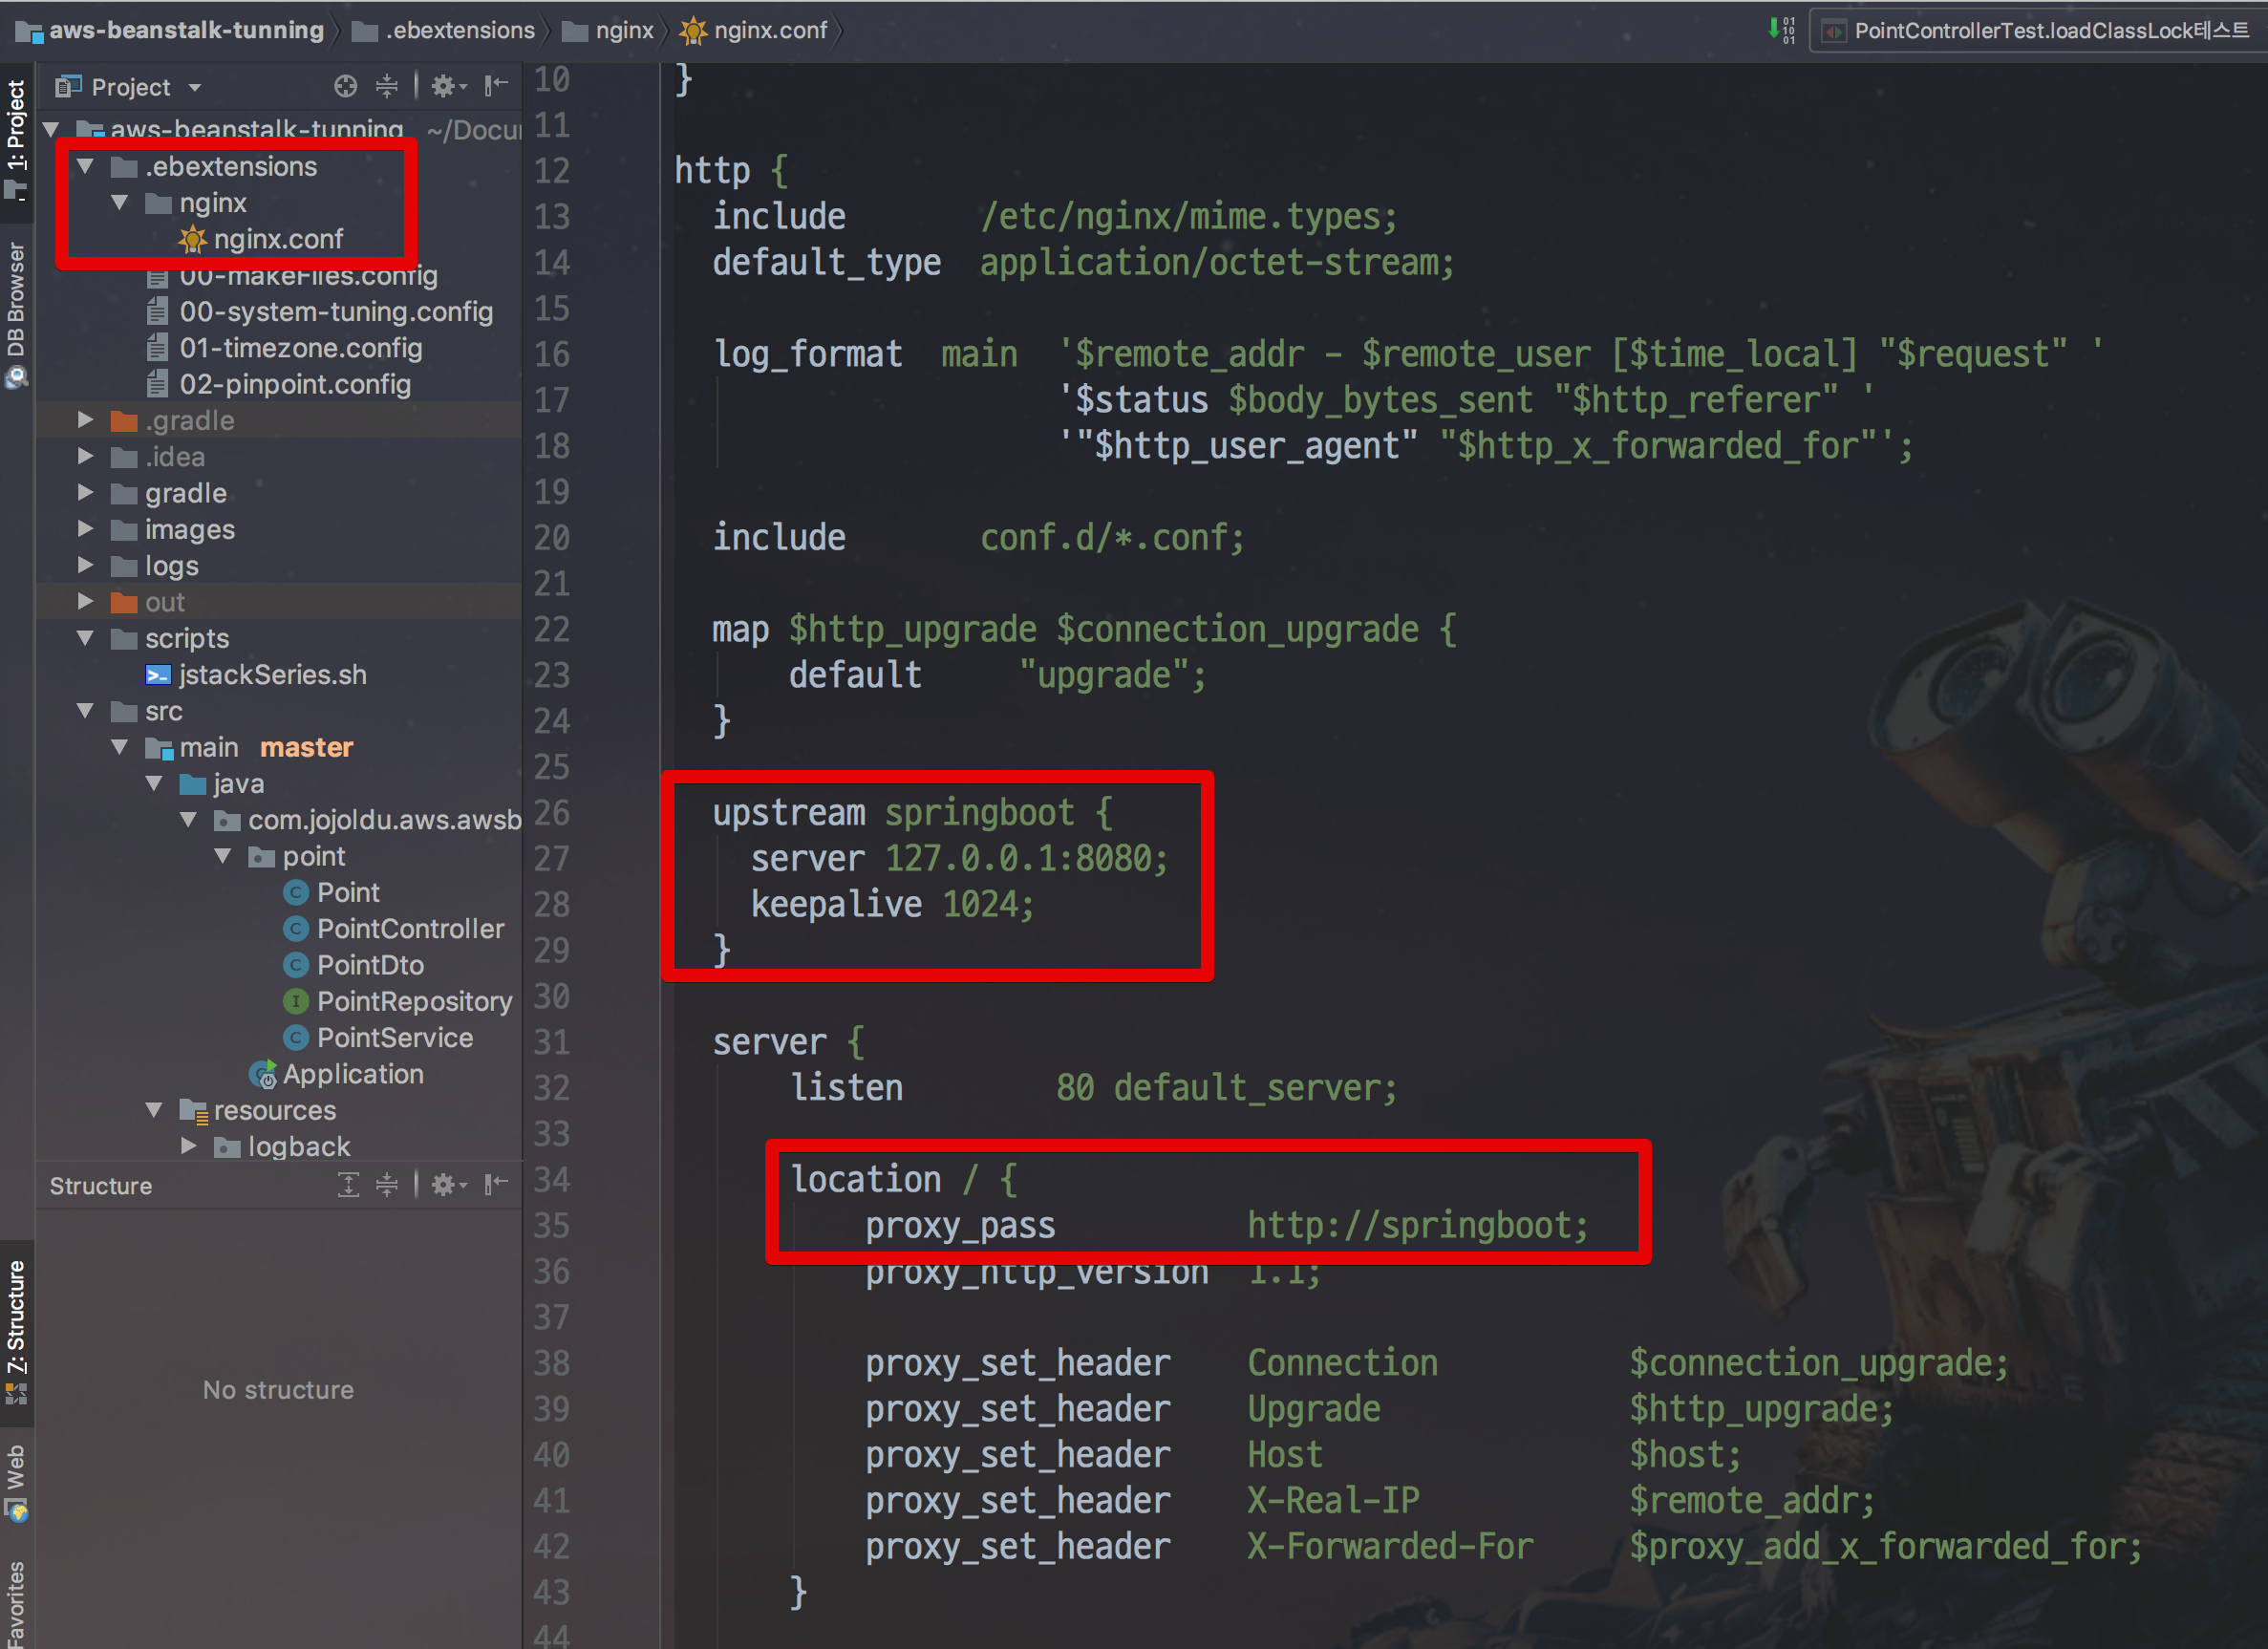 aws-beanstalk-tunning .ebextensions nginx nginx.conf
PointControllerTest.loadClassLock테스트
1: Project
DB Browser
7: Structure
Web
Favorites
Project
aws-beanstalk-tunning ~/Docu
.ebextensions
nginx
nginx.conf
00-makeFiles.config
00-system-tuning.config
01-timezone.config
02-pinpoint.config
.gradle
.idea
gradle
images
logs
out
scripts
jstackSeries.sh
src
main master
java
com.jojoldu.aws.awsb
point
Point
PointController
PointDto
PointRepository
PointService
Application
resources
logback
Structure
No structure
10 }
11
12 http {
13 include /etc/nginx/mime.types;
14 default_type application/octet-stream;
15
16 log_format main '$remote_addr - $remote_user [$time_local] "$request" '
17 '$status $body_bytes_sent "$http_referer" '
18 '"$http_user_agent" "$http_x_forwarded_for"';
19
20 include conf.d/*.conf;
21
22 map $http_upgrade $connection_upgrade {
23 default "upgrade";
24 }
25
26 upstream springboot {
27 server 127.0.0.1:8080;
28 keepalive 1024;
29 }
30
31 server {
32 listen 80 default_server;
33
34 location / {
35 proxy_pass http://springboot;
36 proxy_http_version 1.1;
37
38 proxy_set_header Connection $connection_upgrade;
39 proxy_set_header Upgrade $http_upgrade;
40 proxy_set_header Host $host;
41 proxy_set_header X-Real-IP $remote_addr;
42 proxy_set_header X-Forwarded-For $proxy_add_x_forwarded_for;
43 }
44